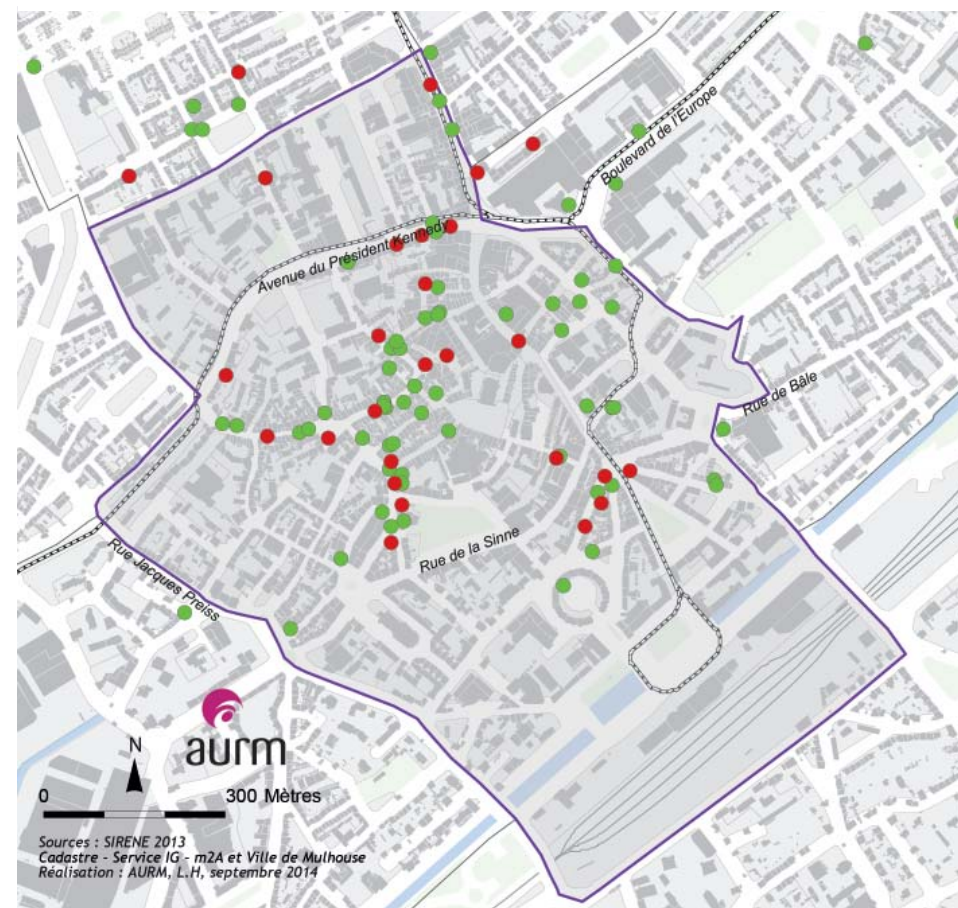 Boulevard de l'Europe
Avenue du Président Kennedy
Rue de Bâle
Rue de la Sinne
Rue Jacques Preiss
aurm
N
0 300 Mètres
Sources : SIRENE 2013
Cadastre - Service IG - m2A et Ville de Mulhouse
Réalisation : AURM, L.H, septembre 2014